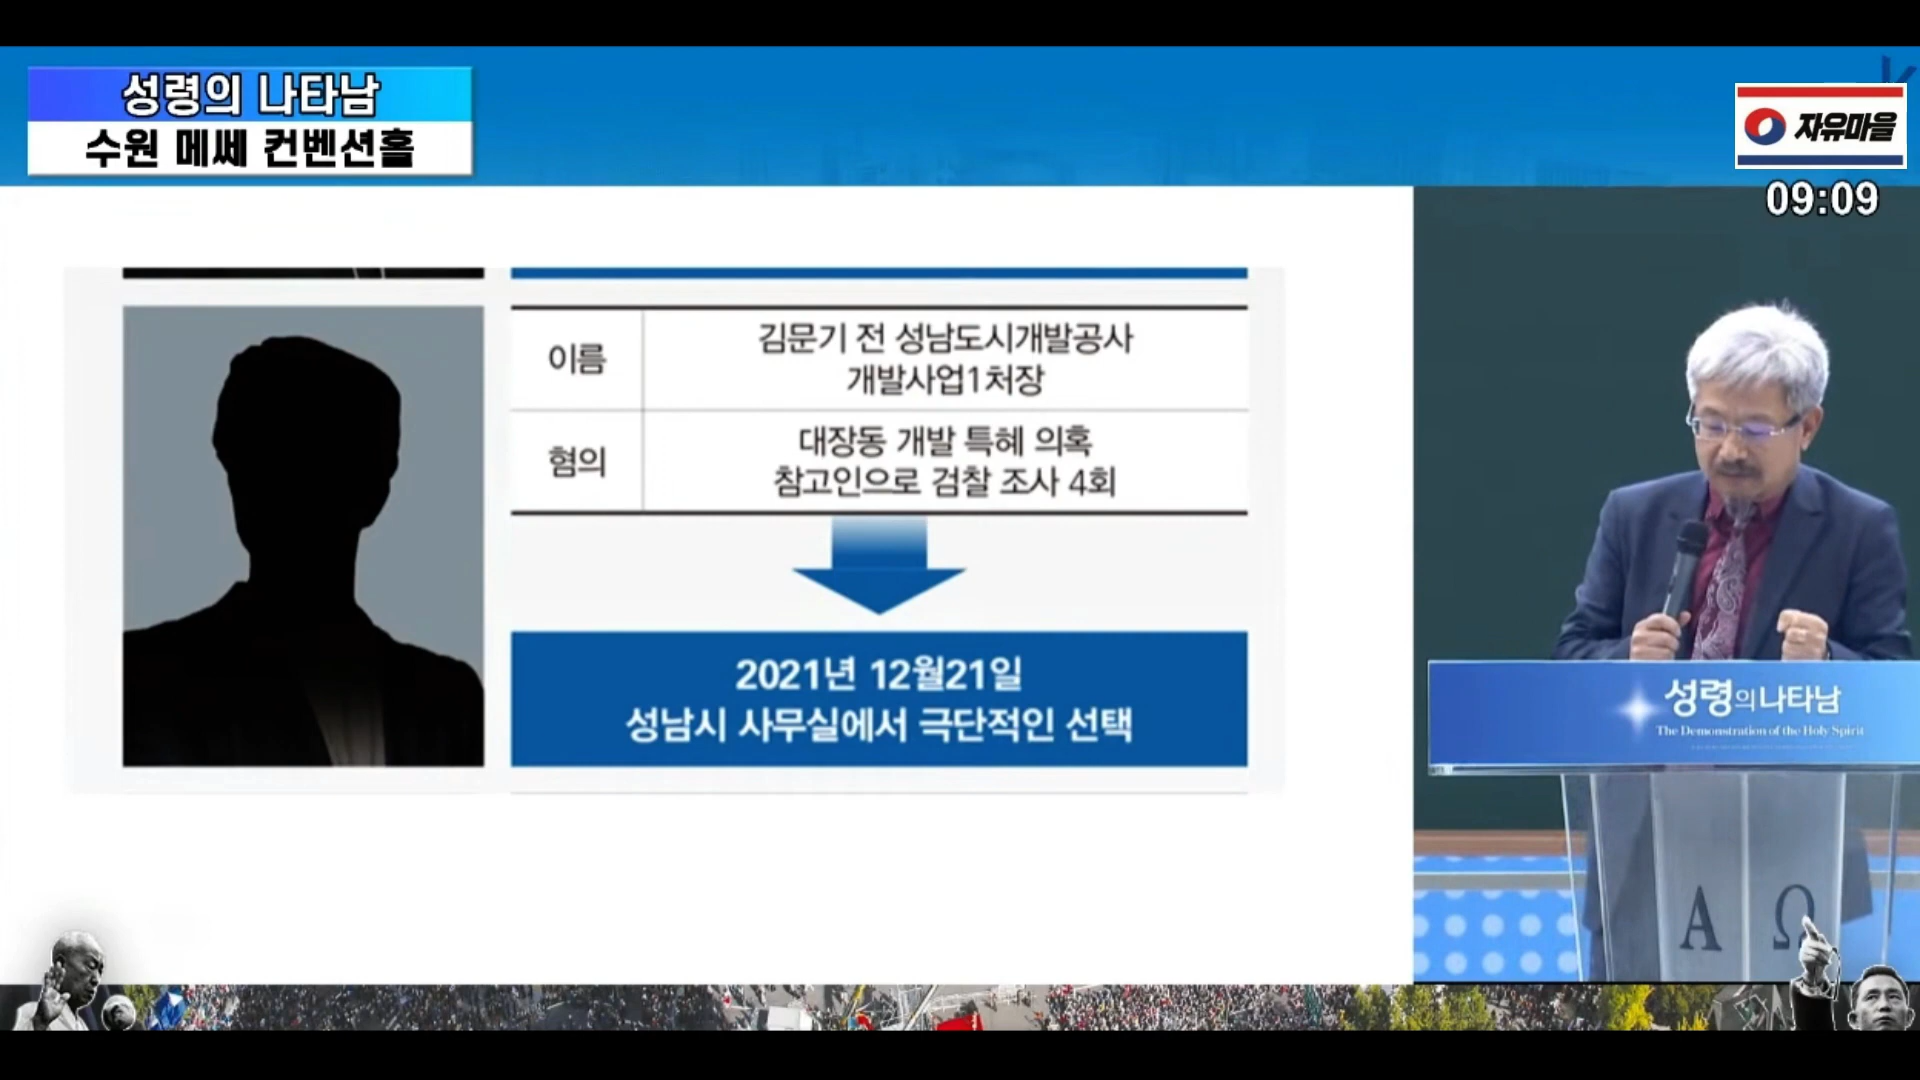 성령의 나타남
수원 메쎄 컨벤션홀
자유마을
09:09
이름
김문기 전 성남도시개발공사
개발사업1처장
혐의
대장동 개발 특혜 의혹
참고인으로 검찰 조사 4회
2021년 12월21일
성남시 사무실에서 극단적인 선택
성령의나타남
The Demonstration of the Holy Spirit
Α Ω